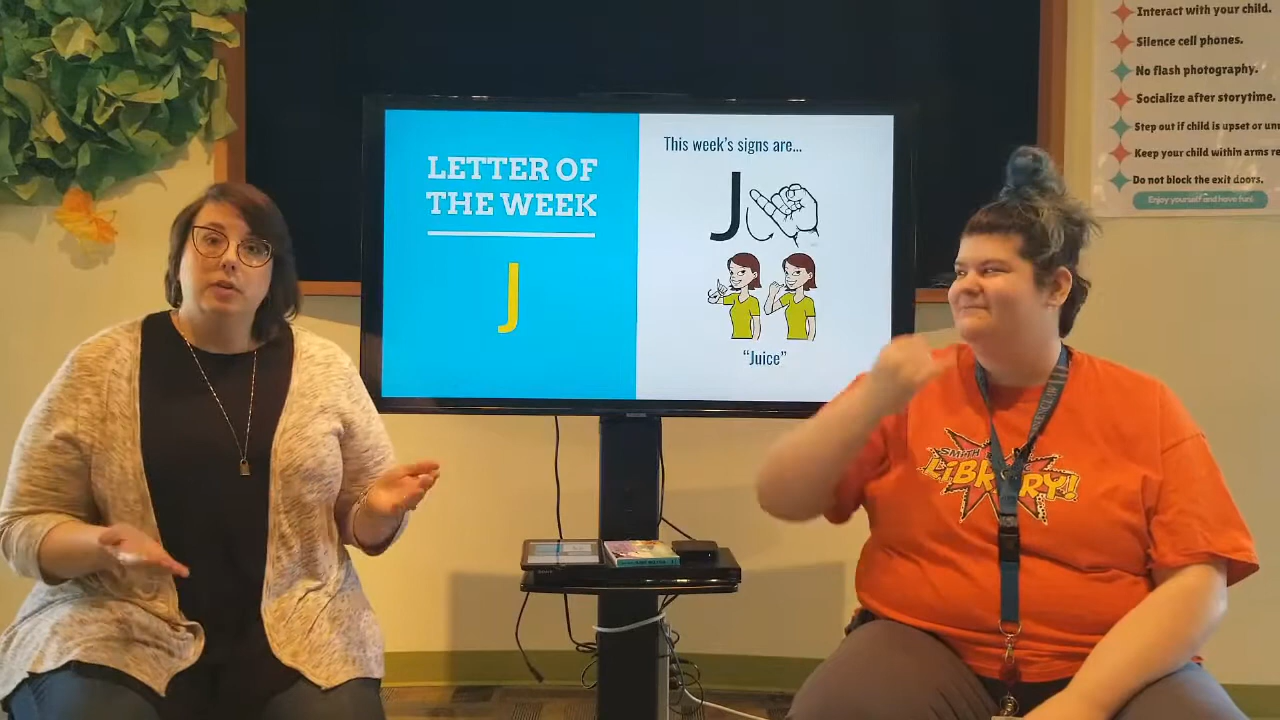 LETTER OF
THE WEEK
J
This week's signs are...
J
"Juice"
Interact with your child.
Silence cell phones.
No flash photography.
Socialize after storytime.
Step out if child is upset or
Keep your child within arms
Do not block the exit doors.
Enjoy yourself and have fun!
SMITH
LIBRARY!